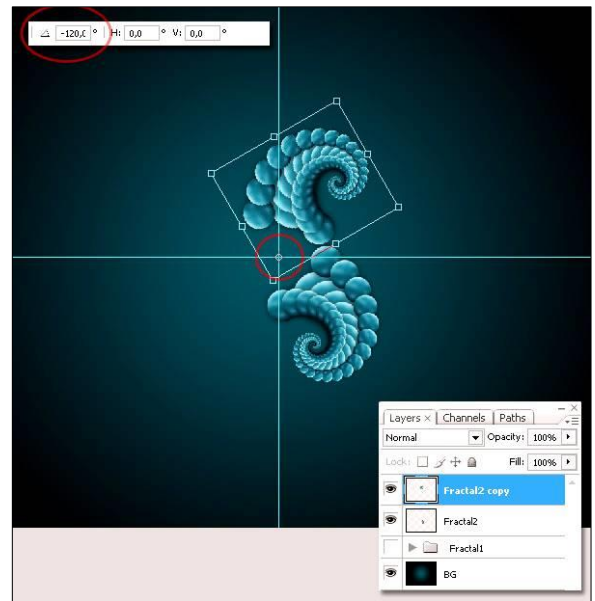 -120,0 ° H: 0,0 V: 0,0 °
Layers × Channels Paths
Normal Opacity: 100%
Lock: Fill: 100%
Fractal2 copy
Fractal2
Fractal1
BG